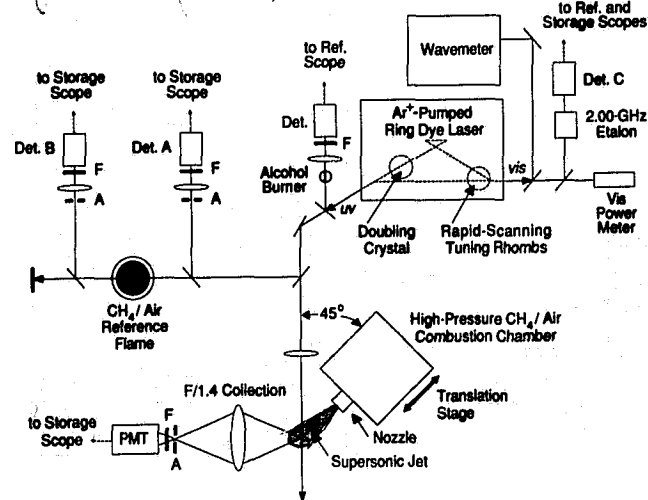 to Ref. and
Storage Scopes
to Ref.
Scope
Wavemeter
to Storage
Scope
to Storage
Scope
Det. C
Ar+-Pumped
Ring Dye Laser
2.00-GHz
Etalon
Det. B
Det. A
Det.
F
F
F
Alcohol
Burner
A
A
vis
uv
Vis
Power
Meter
Doubling
Crystal
Rapid-Scanning
Tuning Rhombs
CH4 / Air
Reference
Flame
45°
High-Pressure CH4 / Air
Combustion Chamber
F/1.4 Collection
Translation
Stage
to Storage
Scope
PMT
F
A
Nozzle
Supersonic Jet